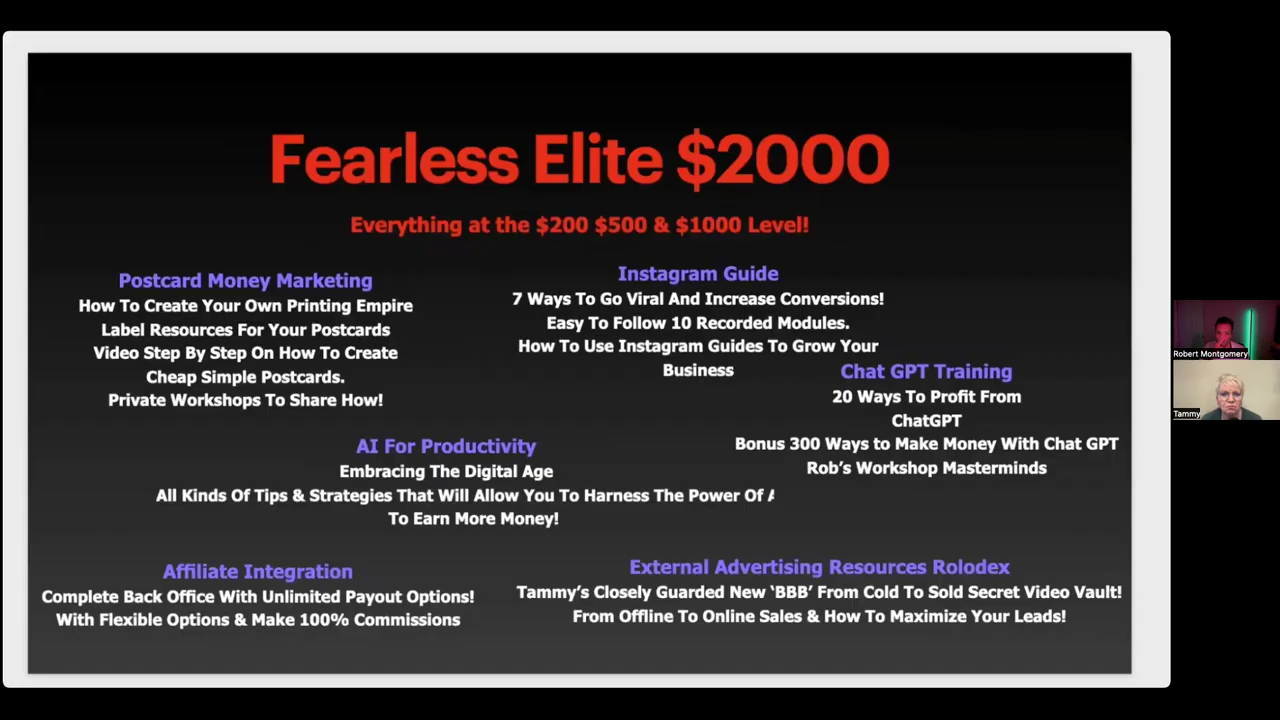 Fearless Elite $2000
Everything at the $200 $500 & $1000 Level!
Postcard Money Marketing
How To Create Your Own Printing Empire
Label Resources For Your Postcards
Video Step By Step On How To Create
Cheap Simple Postcards.
Private Workshops To Share How!
Instagram Guide
7 Ways To Go Viral And Increase Conversions!
Easy To Follow 10 Recorded Modules.
How To Use Instagram Guides To Grow Your
Business
Chat GPT Training
20 Ways To Profit From
ChatGPT
Bonus 300 Ways to Make Money With Chat GPT
Rob's Workshop Masterminds
AI For Productivity
Embracing The Digital Age
All Kinds Of Tips & Strategies That Will Allow You To Harness The Power Of
To Earn More Money!
Affiliate Integration
Complete Back Office With Unlimited Payout Options!
With Flexible Options & Make 100% Commissions
External Advertising Resources Rolodex
Tammy's Closely Guarded New 'BBB' From Cold To Sold Secret Video Vault!
From Offline To Online Sales & How To Maximize Your Leads!
Robert Montgomery
Tammy